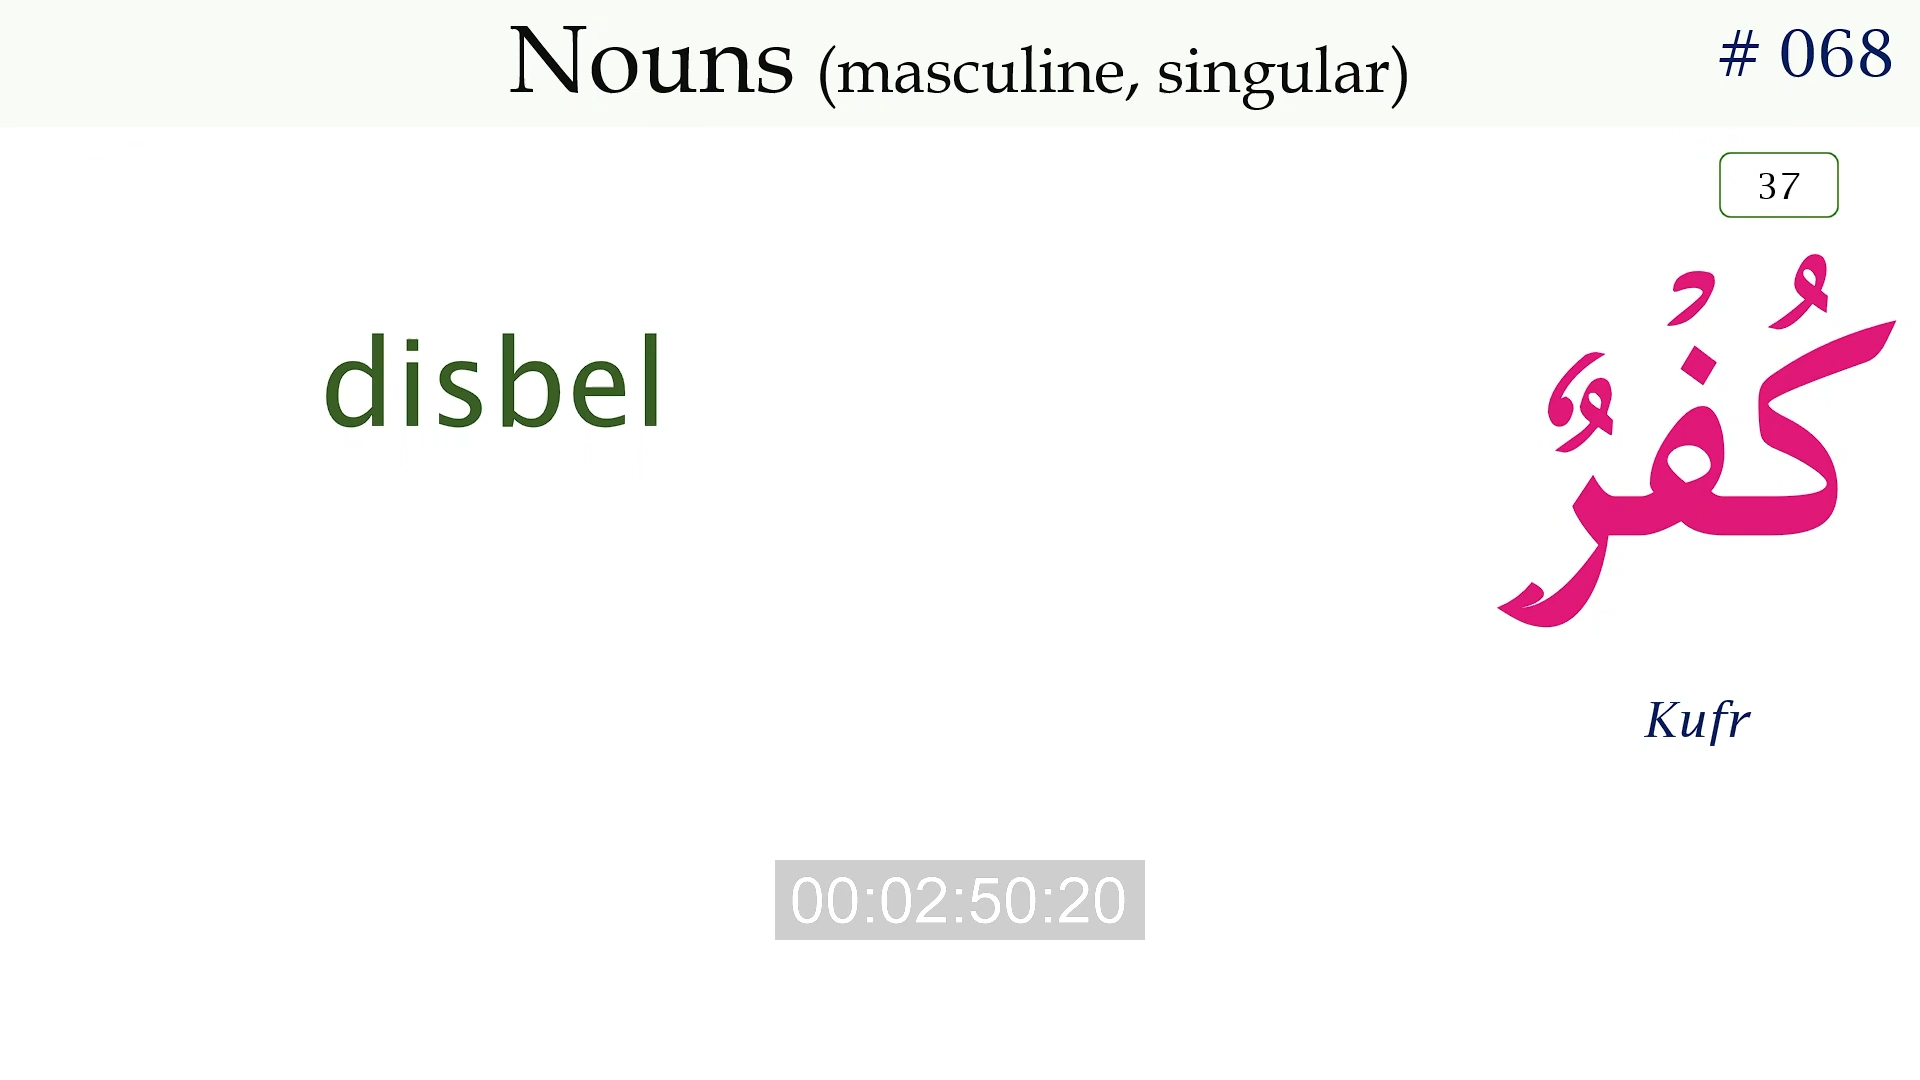 Nouns (masculine, singular)
# 068
37
disbel
كُفْرٌ
Kufr
00:02:50:20